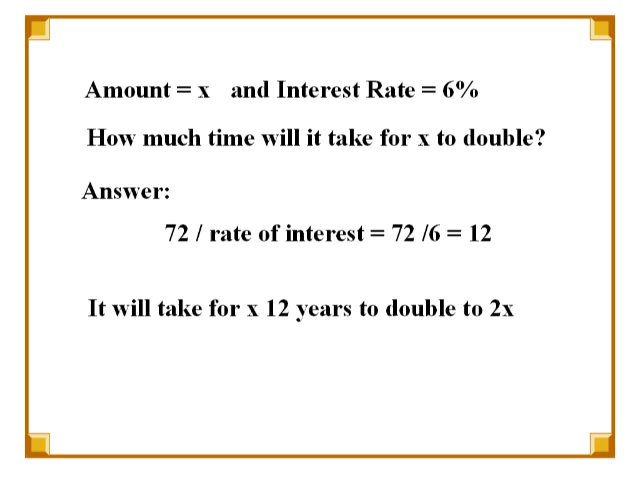 Amount = x and Interest Rate = 6%
How much time will it take for x to double?
Answer:
72 / rate of interest = 72 /6 = 12
It will take for x 12 years to double to 2x